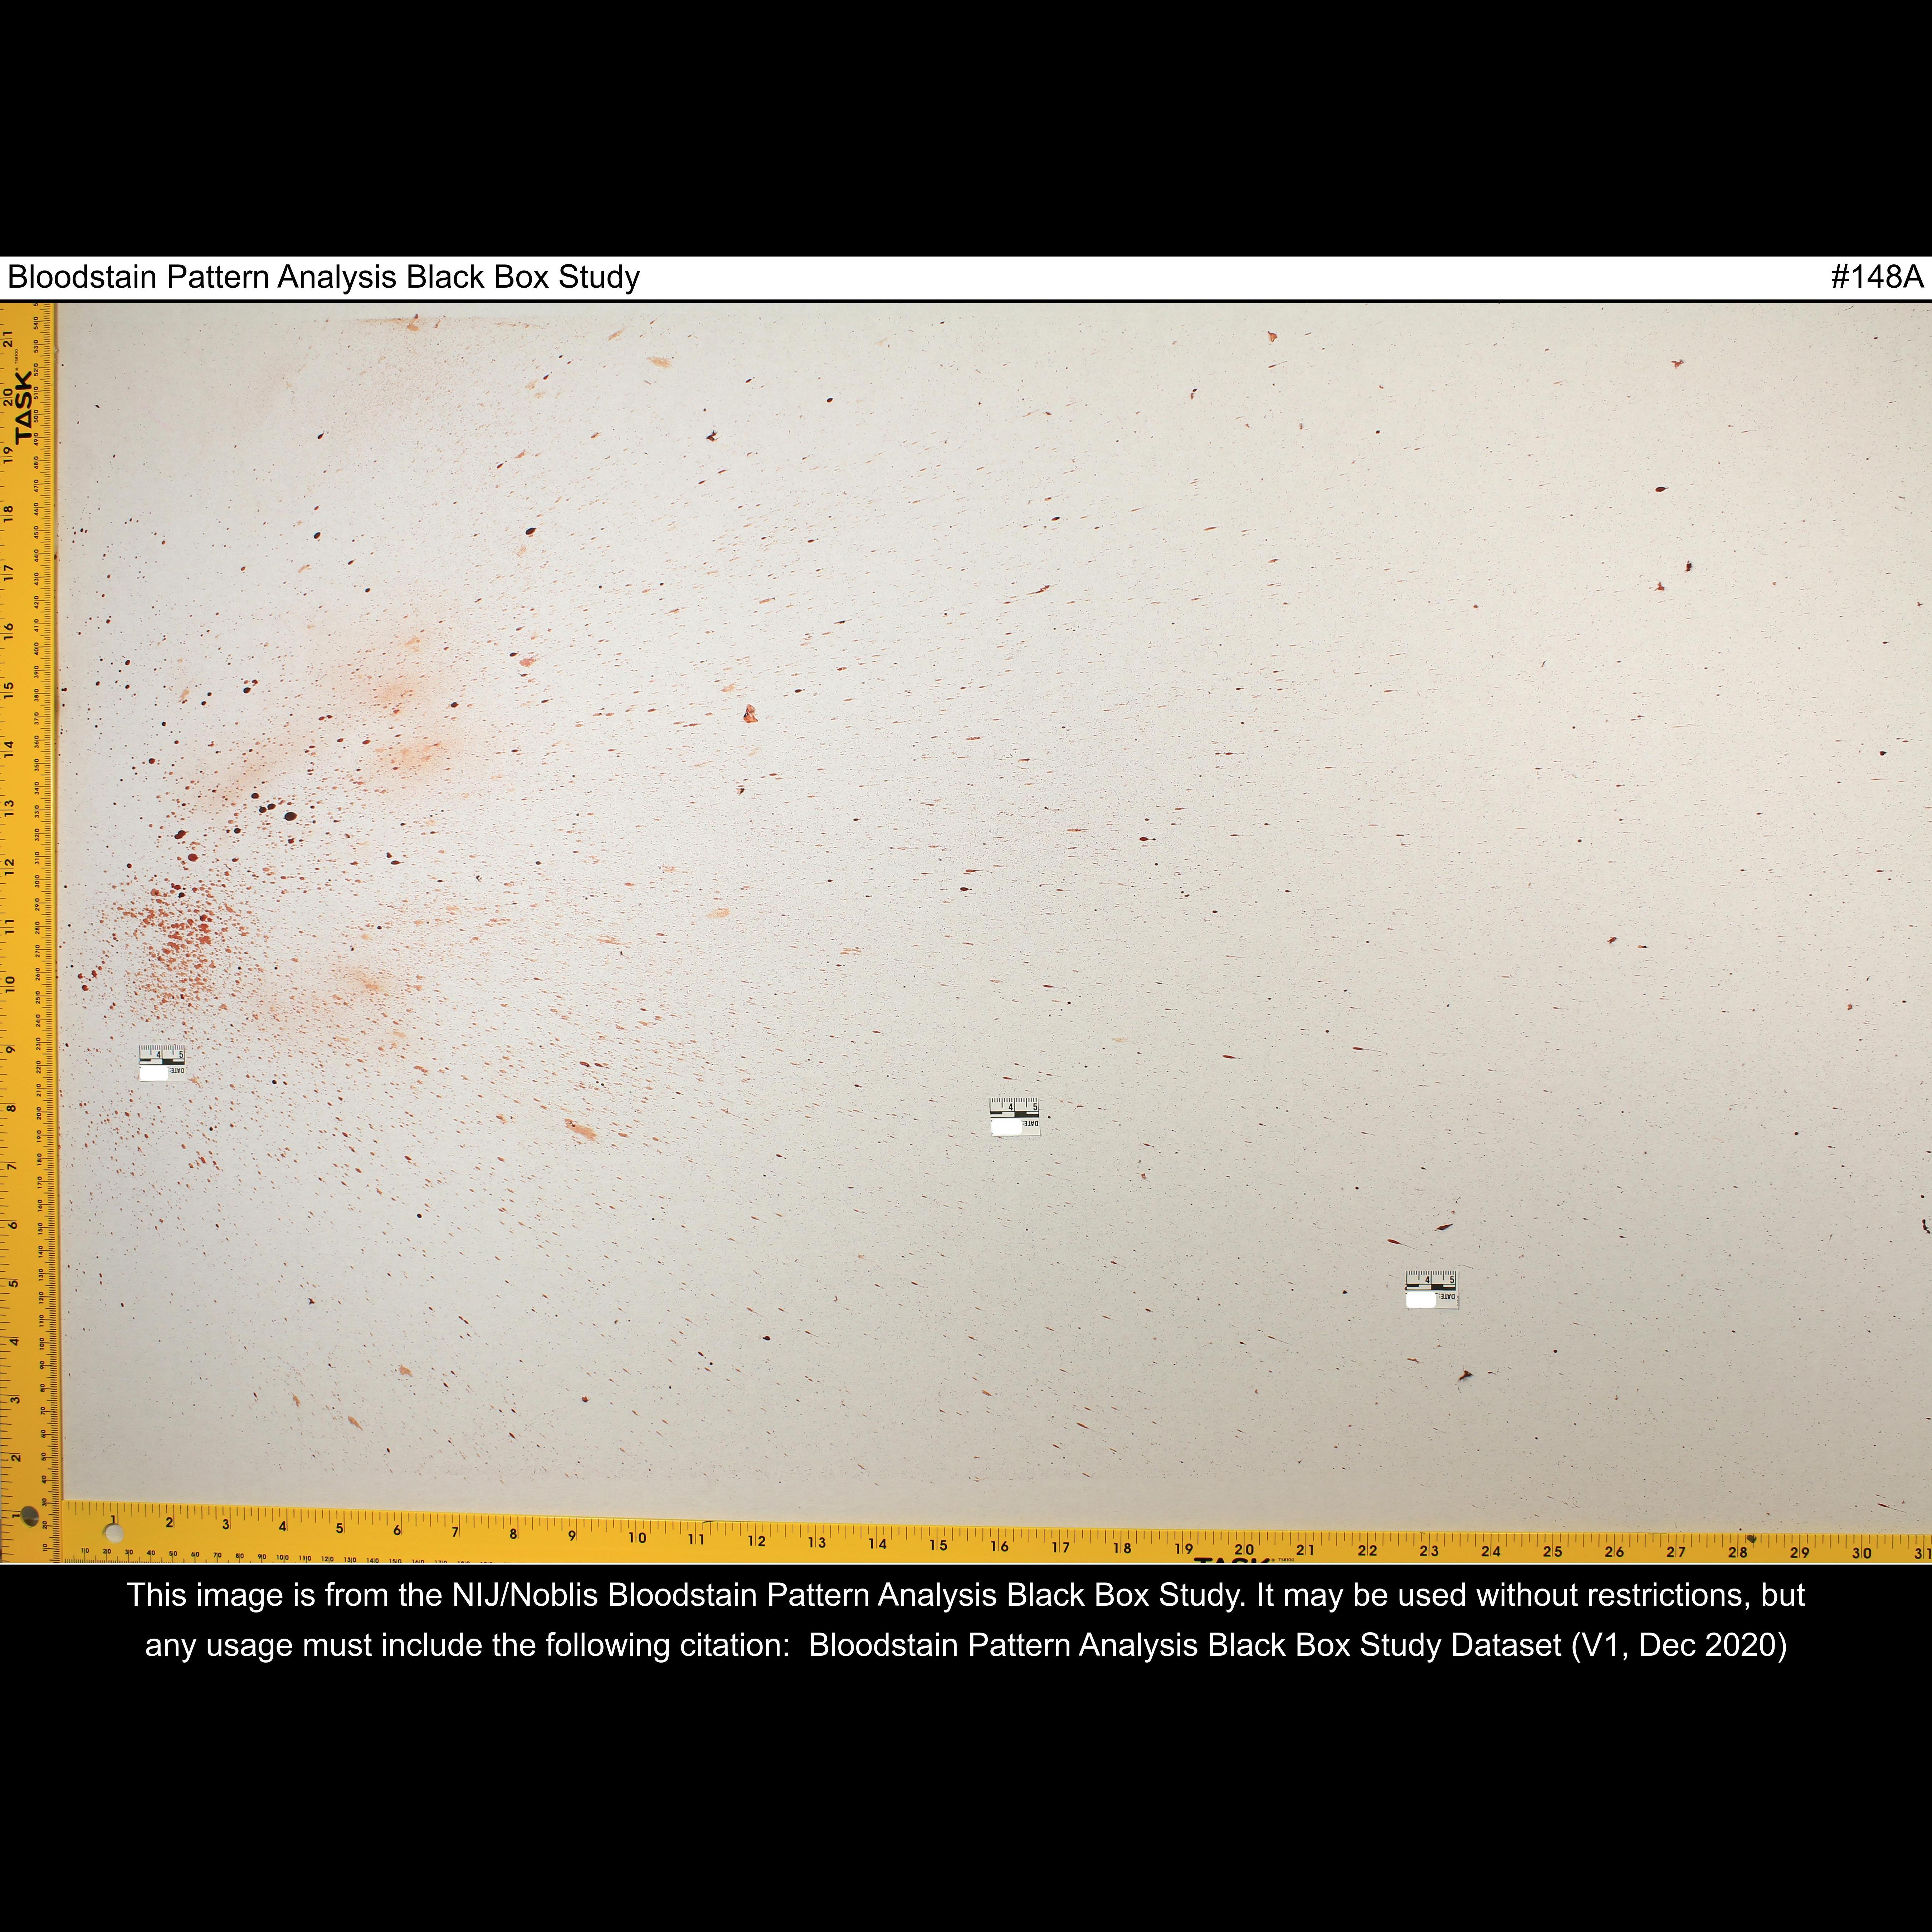 Bloodstain Pattern Analysis Black Box Study #148A
TASK
21
20
19
18
17
16
15
14
13
12
11
10
9
8
7
6
5
4
3
2
1
4 5
DATE:
4 5
DATE:
4 5
DATE:
1 2 3 4 5 6 7 8 9 10 11 12 13 14 15 16 17 18 19 20 21 22 23 24 25 26 27 28 29 30 31
TASK
This image is from the NIJ/Noblis Bloodstain Pattern Analysis Black Box Study. It may be used without restrictions, but
any usage must include the following citation:  Bloodstain Pattern Analysis Black Box Study Dataset (V1, Dec 2020)